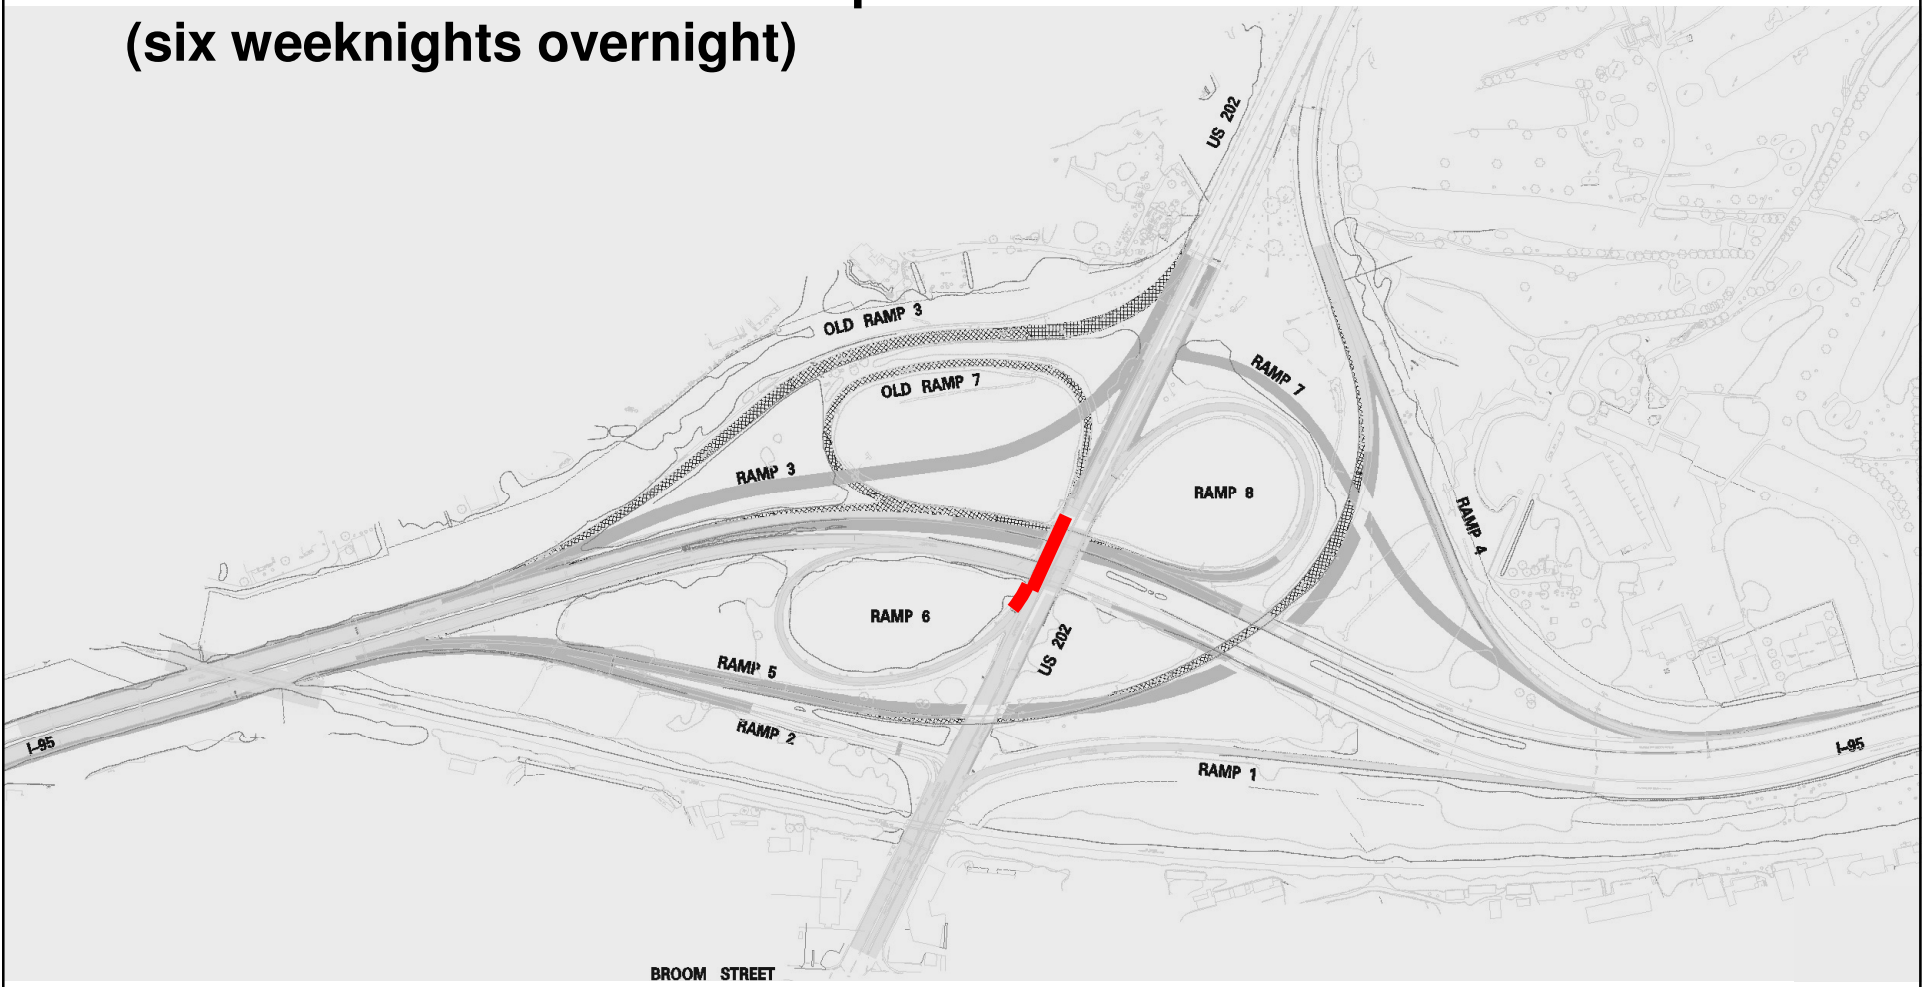 (six weeknights overnight)
US 202
OLD RAMP 3
OLD RAMP 7
RAMP 7
RAMP 3
RAMP 8
RAMP 4
RAMP 6
US 202
RAMP 5
RAMP 2
I-95
I-95
RAMP 1
BROOM STREET